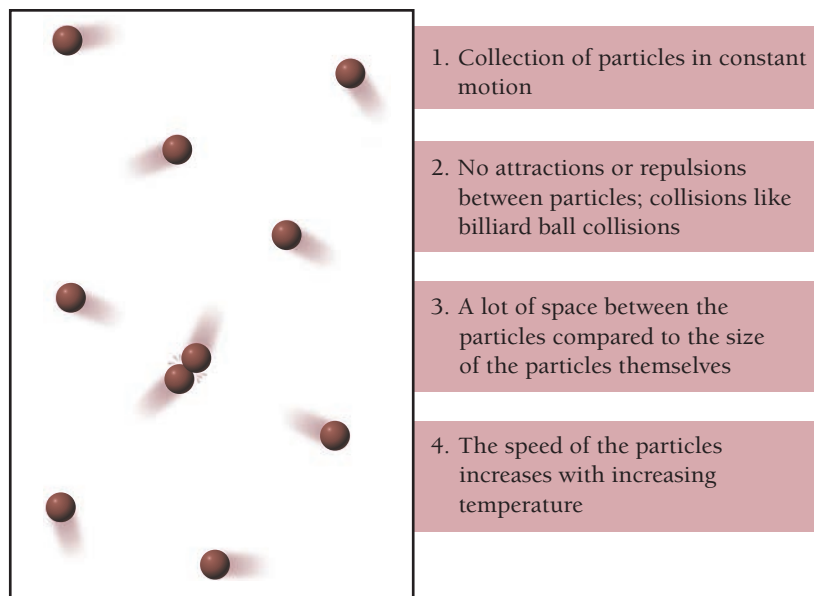 1. Collection of particles in constant
motion
2. No attractions or repulsions
between particles; collisions like
billiard ball collisions
3. A lot of space between the
particles compared to the size
of the particles themselves
4. The speed of the particles
increases with increasing
temperature